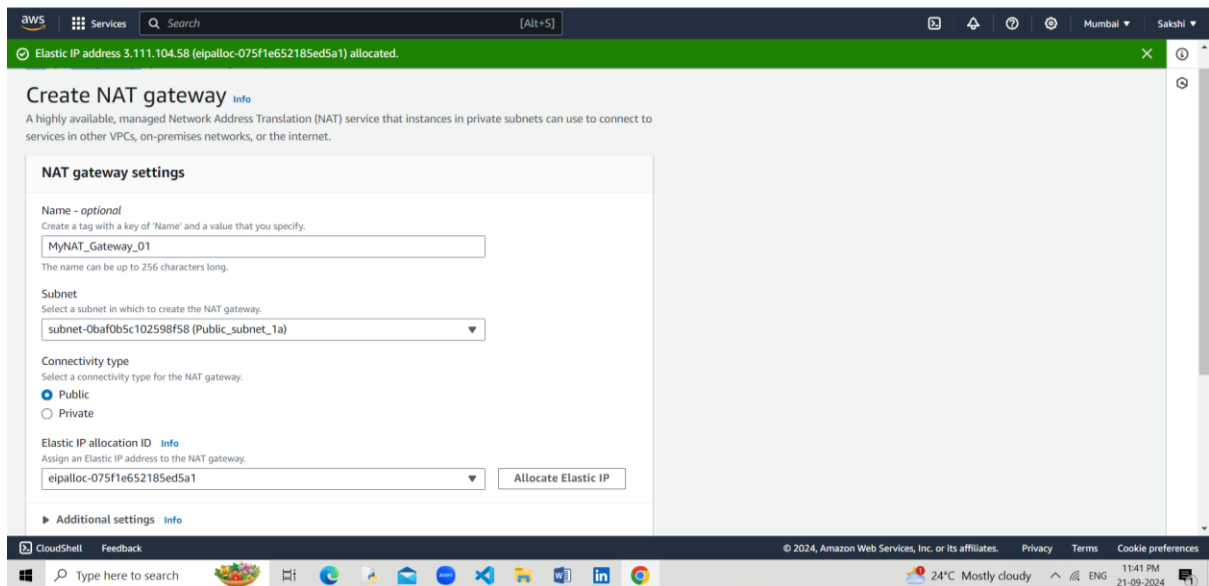 aws Services Search [Alt+S] Mumbai ▼ Sakshi ▼
Elastic IP address 3.111.104.58 (eipalloc-075f1e652185ed5a1) allocated.
Create NAT gateway Info
A highly available, managed Network Address Translation (NAT) service that instances in private subnets can use to connect to
services in other VPCs, on-premises networks, or the internet.
NAT gateway settings
Name - optional
Create a tag with a key of 'Name' and a value that you specify.
MyNAT_Gateway_01
The name can be up to 256 characters long.
Subnet
Select a subnet in which to create the NAT gateway.
subnet-0baf0b5c102598f58 (Public_subnet_1a)
Connectivity type
Select a connectivity type for the NAT gateway.
Public
Private
Elastic IP allocation ID Info
Assign an Elastic IP address to the NAT gateway.
eipalloc-075f1e652185ed5a1 Allocate Elastic IP
Additional settings Info
CloudShell Feedback © 2024, Amazon Web Services, Inc. or its affiliates. Privacy Terms Cookie preferences
Type here to search zoom W in 24°C Mostly cloudy ENG 11:41 PM
21-09-2024